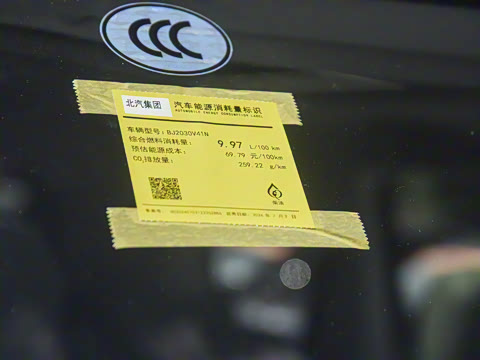 CCC
北汽集团 汽车能源消耗量标识
AUTOMOBILE ENERGY CONSUMPTION LABEL
车辆型号: BJ2030V41N
综合燃料消耗量: 9.97 L/100 km
预估能源成本: 69.79 元/100km
CO₂排放量: 259.22 g/km
柴油